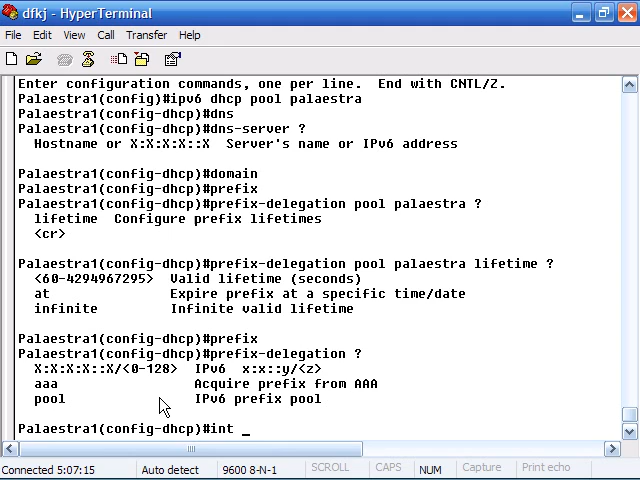 dfkj - HyperTerminal
File Edit View Call Transfer Help
Enter configuration commands, one per line.  End with CNTL/Z.
Palaestra1(config)#ipv6 dhcp pool palaestra
Palaestra1(config-dhcp)#dns
Palaestra1(config-dhcp)#dns-server ?
  Hostname or X:X:X:X::X  Server's name or IPv6 address
Palaestra1(config-dhcp)#domain
Palaestra1(config-dhcp)#prefix
Palaestra1(config-dhcp)#prefix-delegation pool palaestra ?
  lifetime  Configure prefix lifetimes
  <cr>
Palaestra1(config-dhcp)#prefix-delegation pool palaestra lifetime ?
  <60-4294967295>  Valid lifetime (seconds)
  at               Expire prefix at a specific time/date
  infinite         Infinite valid lifetime
Palaestra1(config-dhcp)#prefix
Palaestra1(config-dhcp)#prefix-delegation ?
  X:X:X:X::X/<0-128>  IPv6  x:x::y/<z>
  aaa                 Acquire prefix from AAA
  pool                IPv6 prefix pool
Palaestra1(config-dhcp)#int _
Connected 5:07:15 Auto detect 9600 8-N-1 SCROLL CAPS NUM Capture Print echo